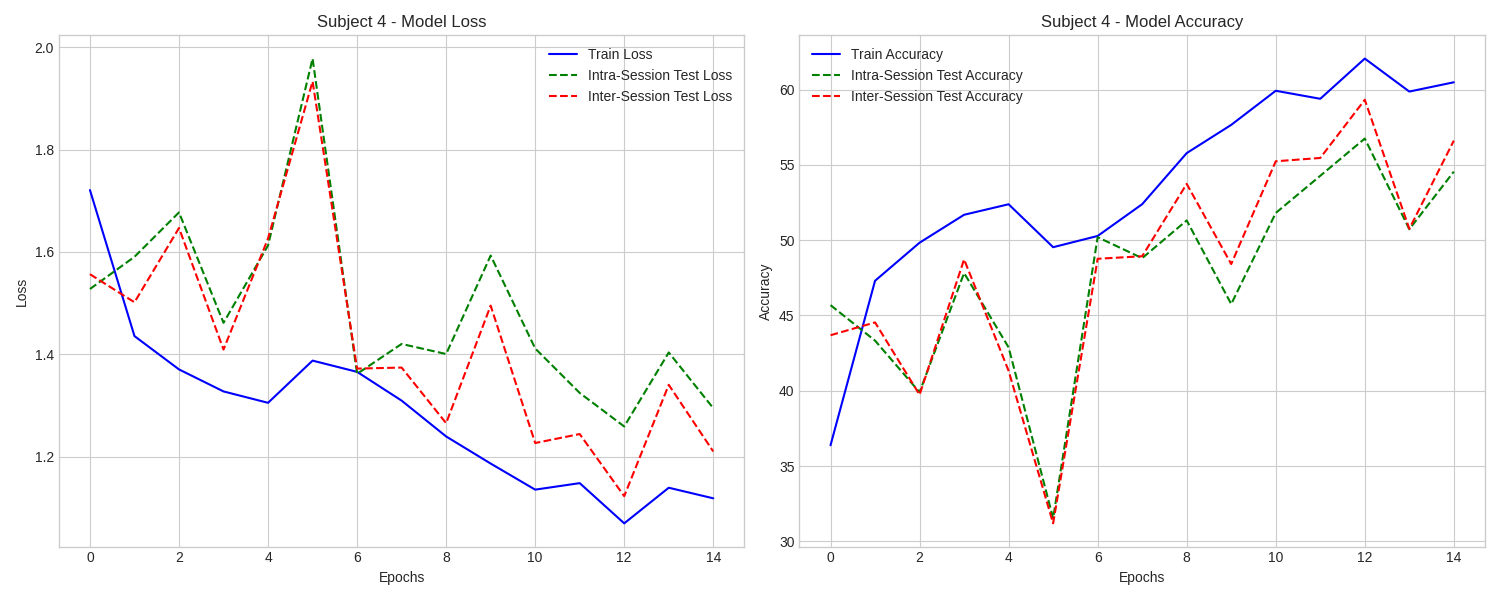 Subject 4 - Model Loss
2.0
1.8
1.6
1.4
1.2
Loss
Train Loss
Intra-Session Test Loss
Inter-Session Test Loss
0 2 4 6 8 10 12 14
Epochs
Subject 4 - Model Accuracy
60
55
50
45
40
35
30
Accuracy
Train Accuracy
Intra-Session Test Accuracy
Inter-Session Test Accuracy
0 2 4 6 8 10 12 14
Epochs